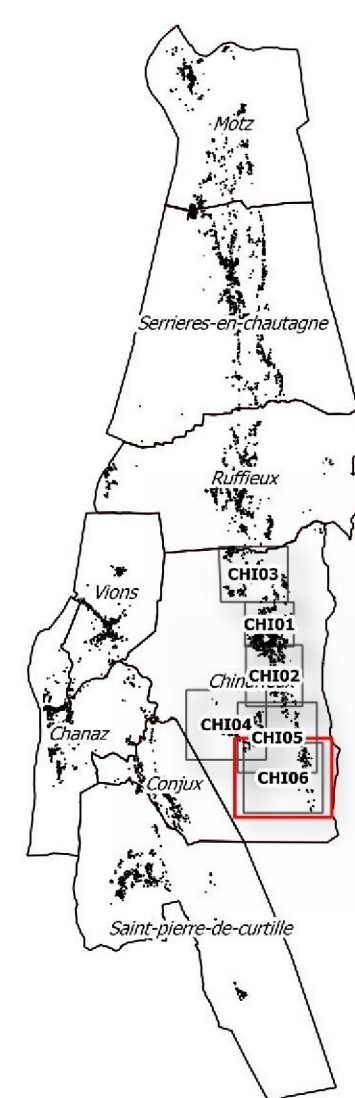 Motz
Serrieres-en-chautagne
Ruffieux
CHI03
Vions
CHI01
CHI02
CHI04
Chanaz
CHI05
Conjux
CHI06
Saint-pierre-de-curtille